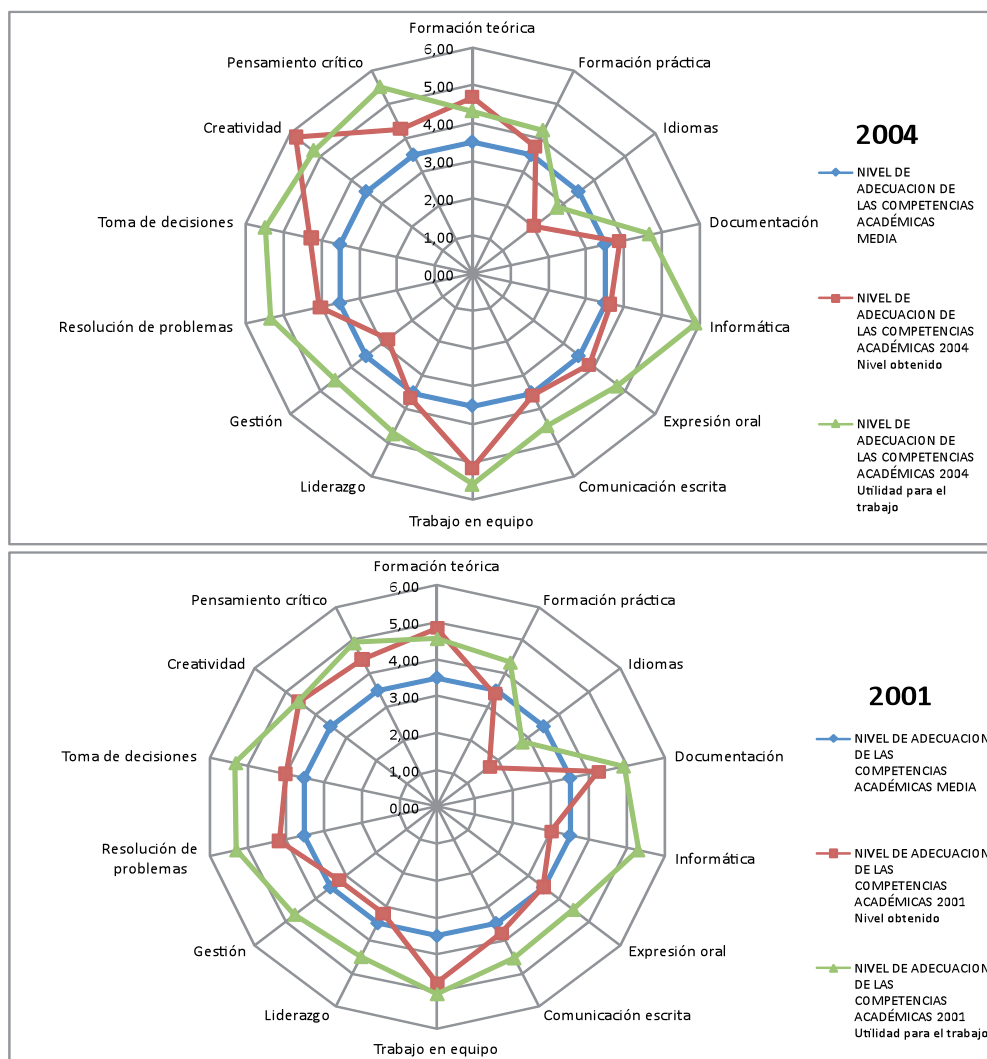 Formación teórica
6,00
Pensamiento crítico
Formación práctica
5,00
Creatividad
Idiomas
4,00
3,00
2,00
Toma de decisiones
Documentación
1,00
0,00
Resolución de problemas
Informática
Gestión
Expresión oral
Liderazgo
Comunicación escrita
Trabajo en equipo
2004
NIVEL DE
ADECUACION DE
LAS COMPETENCIAS
ACADÉMICAS
MEDIA
NIVEL DE
ADECUACION DE
LAS COMPETENCIAS
ACADÉMICAS 2004
Nivel obtenido
NIVEL DE
ADECUACION DE
LAS COMPETENCIAS
ACADÉMICAS 2004
Utilidad para el
trabajo
Formación teórica
6,00
Pensamiento crítico
Formación práctica
5,00
Creatividad
Idiomas
4,00
3,00
2,00
Toma de decisiones
Documentación
1,00
0,00
Resolución de
problemas
Informática
Gestión
Expresión oral
Liderazgo
Comunicación escrita
Trabajo en equipo
2001
NIVEL DE ADECUACION
DE LAS
COMPETENCIAS
ACADÉMICAS MEDIA
NIVEL DE ADECUACION
DE LAS
COMPETENCIAS
ACADÉMICAS 2001
Nivel obtenido
NIVEL DE ADECUACION
DE LAS
COMPETENCIAS
ACADÉMICAS 2001
Utilidad para el trabajo